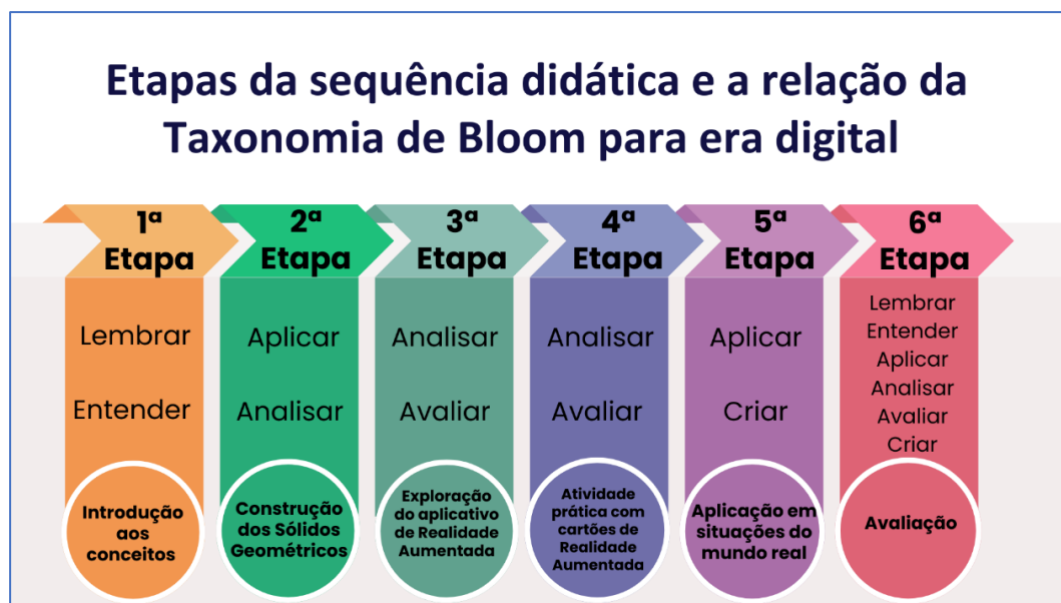 Etapas da sequência didática e a relação da
Taxonomia de Bloom para era digital
1ª
Etapa
Lembrar
Entender
Introdução
aos
conceitos
2ª
Etapa
Aplicar
Analisar
Construção
dos Sólidos
Geométricos
3ª
Etapa
Analisar
Avaliar
Exploração
do aplicativo
de Realidade
Aumentada
4ª
Etapa
Analisar
Avaliar
Atividade
prática com
cartões de
Realidade
Aumentada
5ª
Etapa
Aplicar
Criar
Aplicação em
situações do
mundo real
6ª
Etapa
Lembrar
Entender
Aplicar
Analisar
Avaliar
Criar
Avaliação